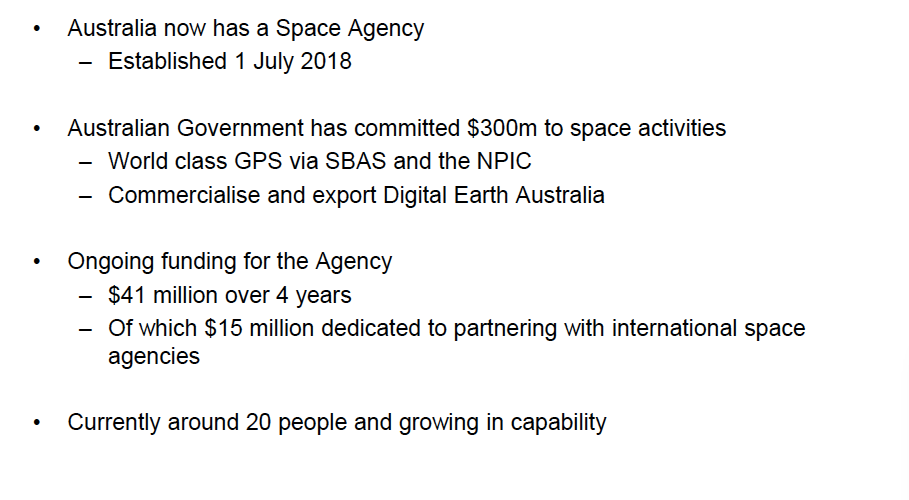 • Australia now has a Space Agency
– Established 1 July 2018
• Australian Government has committed $300m to space activities
– World class GPS via SBAS and the NPIC
– Commercialise and export Digital Earth Australia
• Ongoing funding for the Agency
– $41 million over 4 years
– Of which $15 million dedicated to partnering with international space
agencies
• Currently around 20 people and growing in capability